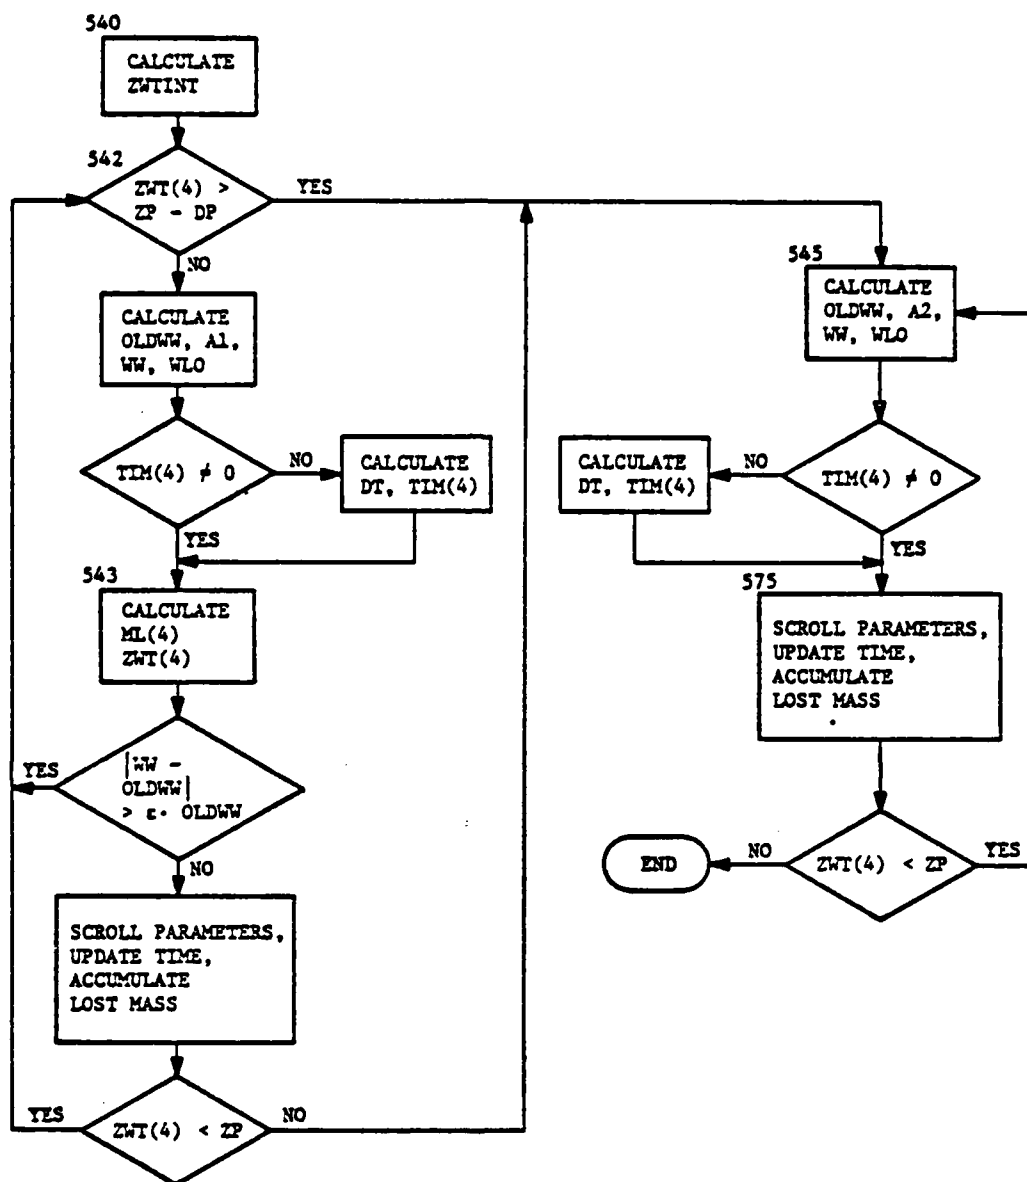 540
CALCULATE
ZWTINT
542
ZWT(4) >
ZP - DP
YES
NO
CALCULATE
OLDWW, A1,
WW, WLO
TIM(4) ≠ 0
NO
CALCULATE
DT, TIM(4)
YES
543
CALCULATE
ML(4)
ZWT(4)
|WW -
OLDWW|
> ε· OLDWW
YES
NO
SCROLL PARAMETERS,
UPDATE TIME,
ACCUMULATE
LOST MASS
ZWT(4) < ZP
YES
NO
545
CALCULATE
OLDWW, A2,
WW, WLO
TIM(4) ≠ 0
NO
CALCULATE
DT, TIM(4)
YES
575
SCROLL PARAMETERS,
UPDATE TIME,
ACCUMULATE
LOST MASS
ZWT(4) < ZP
YES
NO
END